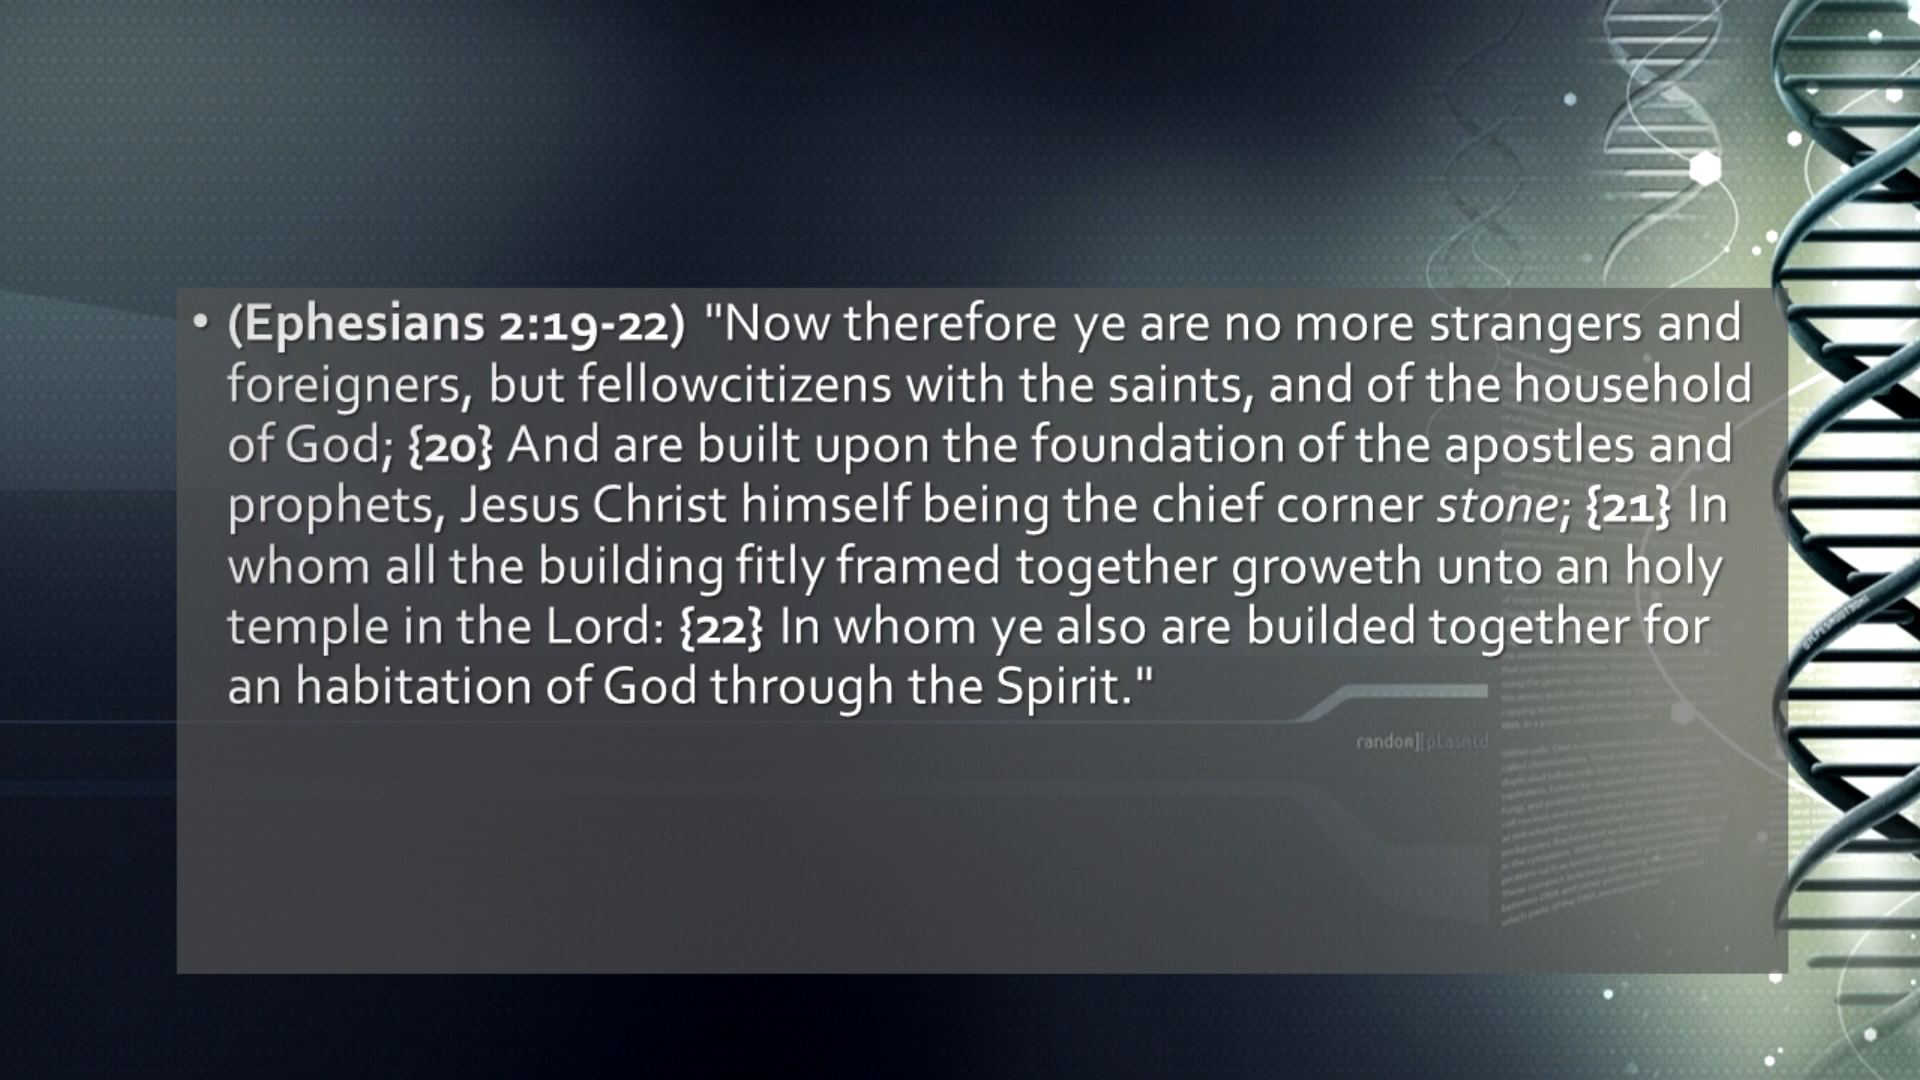 • (Ephesians 2:19-22) "Now therefore ye are no more strangers and
foreigners, but fellowcitizens with the saints, and of the household
of God; {20} And are built upon the foundation of the apostles and
prophets, Jesus Christ himself being the chief corner stone; {21} In
whom all the building fitly framed together groweth unto an holy
temple in the Lord: {22} In whom ye also are builded together for
an habitation of God through the Spirit."
random][plasmid